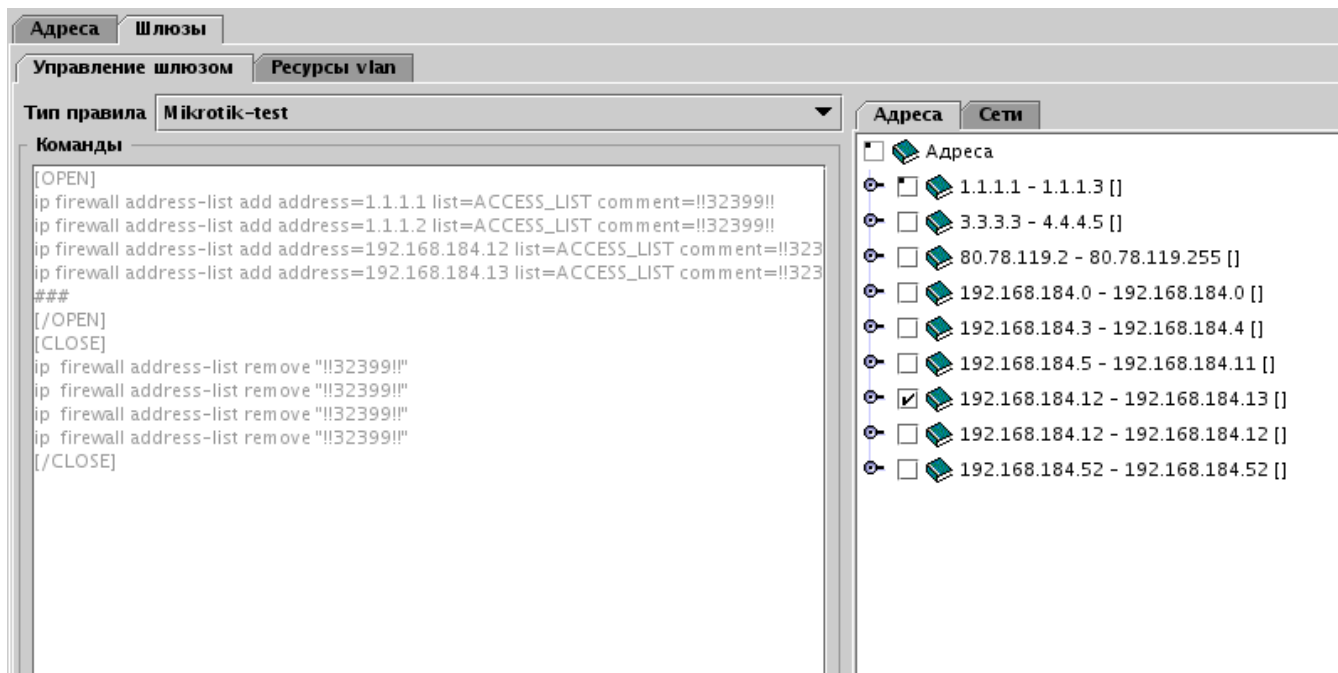 Адреса Шлюзы
Управление шлюзом Ресурсы vlan
Тип правила Mikrotik-test
Команды
[OPEN]
ip firewall address-list add address=1.1.1.1 list=ACCESS_LIST comment=!!32399!!
ip firewall address-list add address=1.1.1.2 list=ACCESS_LIST comment=!!32399!!
ip firewall address-list add address=192.168.184.12 list=ACCESS_LIST comment=!!323
ip firewall address-list add address=192.168.184.13 list=ACCESS_LIST comment=!!323
###
[/OPEN]
[CLOSE]
ip  firewall address-list remove "!!32399!!"
ip  firewall address-list remove "!!32399!!"
ip  firewall address-list remove "!!32399!!"
ip  firewall address-list remove "!!32399!!"
[/CLOSE]
Адреса Сети
Адреса
1.1.1.1 - 1.1.1.3 []
3.3.3.3 - 4.4.4.5 []
80.78.119.2 - 80.78.119.255 []
192.168.184.0 - 192.168.184.0 []
192.168.184.3 - 192.168.184.4 []
192.168.184.5 - 192.168.184.11 []
192.168.184.12 - 192.168.184.13 []
192.168.184.12 - 192.168.184.12 []
192.168.184.52 - 192.168.184.52 []